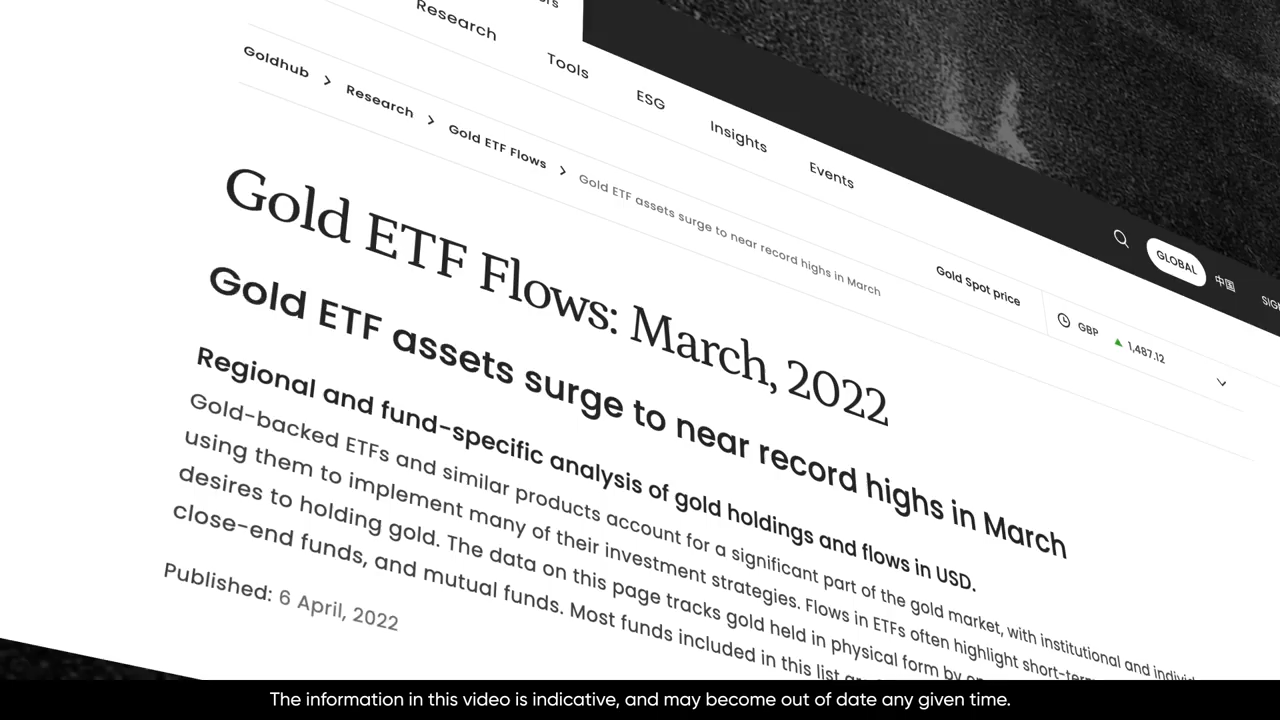 Research
Tools
ESG
Insights
Events
GLOBAL
中国
Goldhub > Research > Gold ETF Flows > Gold ETF assets surge to near record highs in March
Gold Spot price
GBP ▲ 1,487.12
Gold ETF Flows: March, 2022
Gold ETF assets surge to near record highs in March
Regional and fund-specific analysis of gold holdings and flows in USD.
Gold-backed ETFs and similar products account for a significant part of the gold market, with institutional and
using them to implement many of their investment strategies. Flows in ETFs often highlight
desires to holding gold. The data on this page tracks gold held in physical form by
close-end funds, and mutual funds. Most funds included in this list
Published: 6 April, 2022
The information in this video is indicative, and may become out of date any given time.